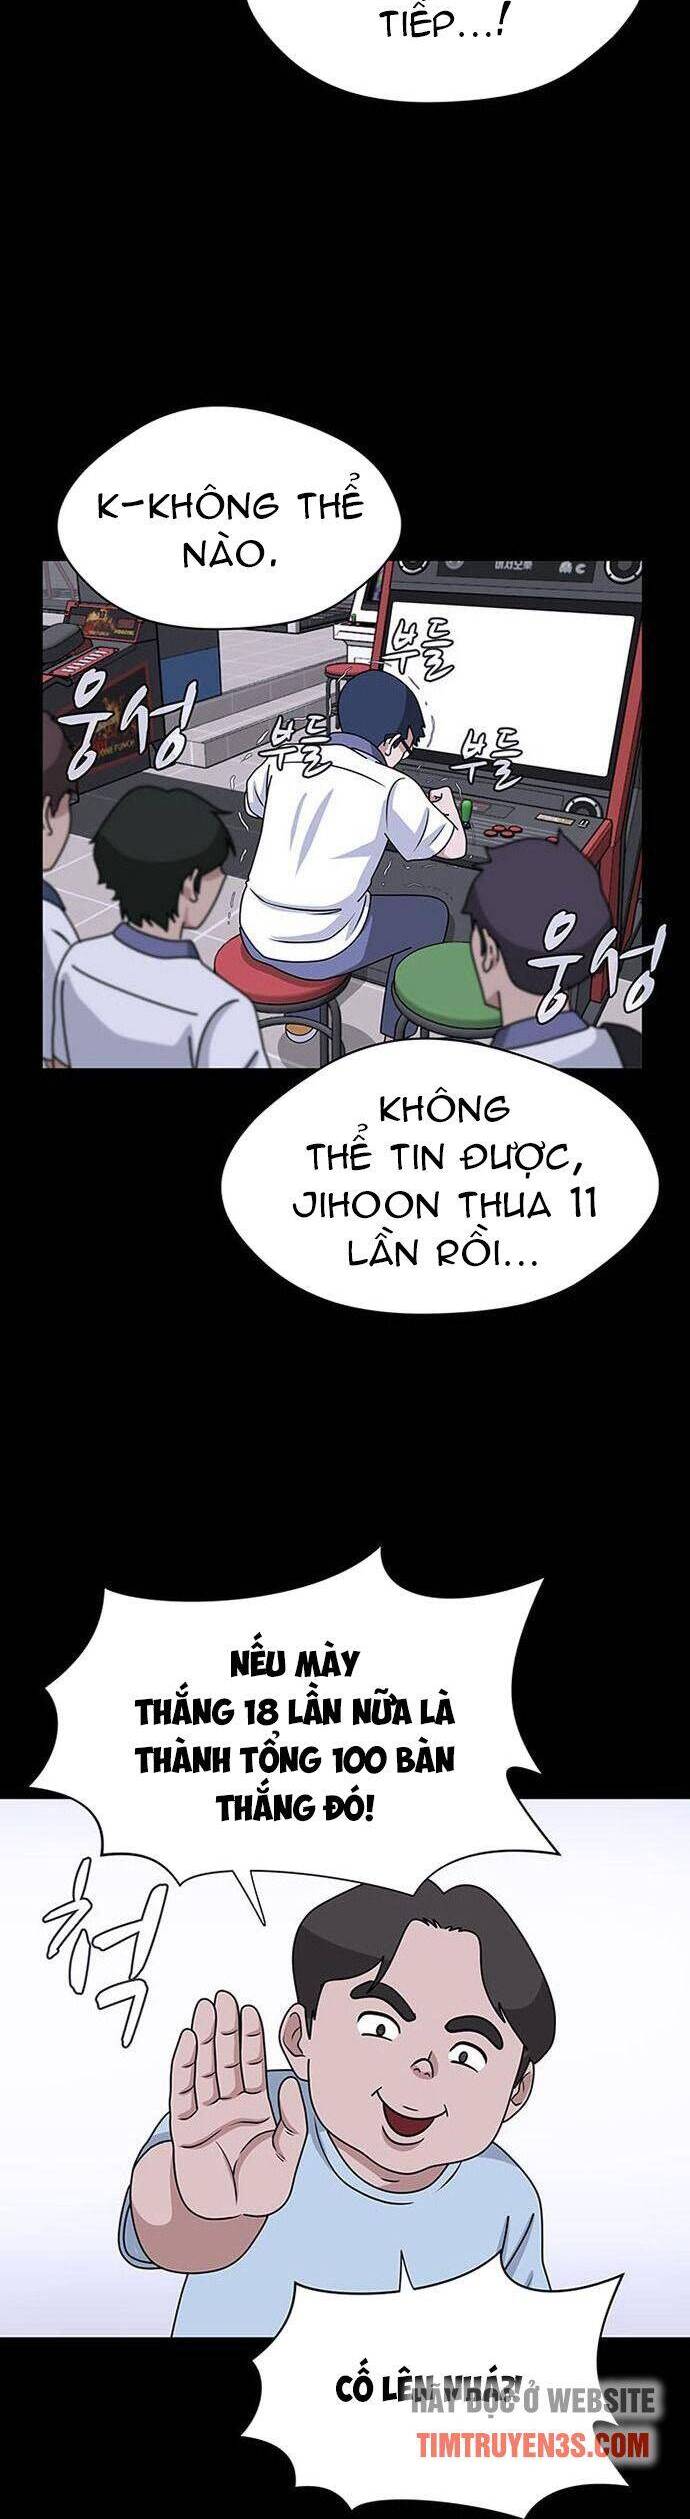 TIẾP...!
K-KHÔNG THỂ
NÀO.
부들
부들
부들
웅성
웅성
KHÔNG
THỂ TIN ĐƯỢC,
JIHOON THUA 11
LẦN RỒI...
NẾU MÀY
THẮNG 18 LẦN NỮA LÀ
THÀNH TỔNG 100 BÀN
THẮNG ĐÓ!
CỐ LÊN NHÁ?!
HÃY ĐỌC Ở WEBSITE
TIMTRUYEN3S.COM